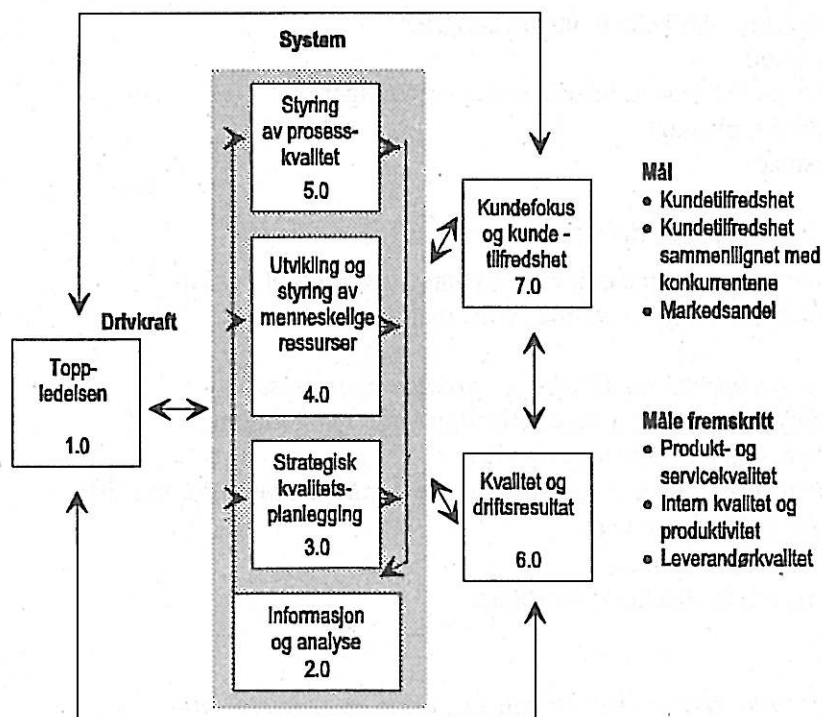 System
Styring
av prosess-
kvalitet
5.0
Utvikling og
styring av
menneskelige
ressurser
4.0
Strategisk
kvalitets-
planlegging
3.0
Informasjon
og analyse
2.0
Drivkraft
Topp-
ledelsen
1.0
Kundefokus
og kunde -
tilfredshet
7.0
Kvalitet og
driftsresultat
6.0
Mål
• Kundetilfredshet
• Kundetilfredshet
sammenlignet med
konkurrentene
• Markedsandel
Måle fremskritt
• Produkt- og
servicekvalitet
• Intern kvalitet og
produktivitet
• Leverandørkvalitet